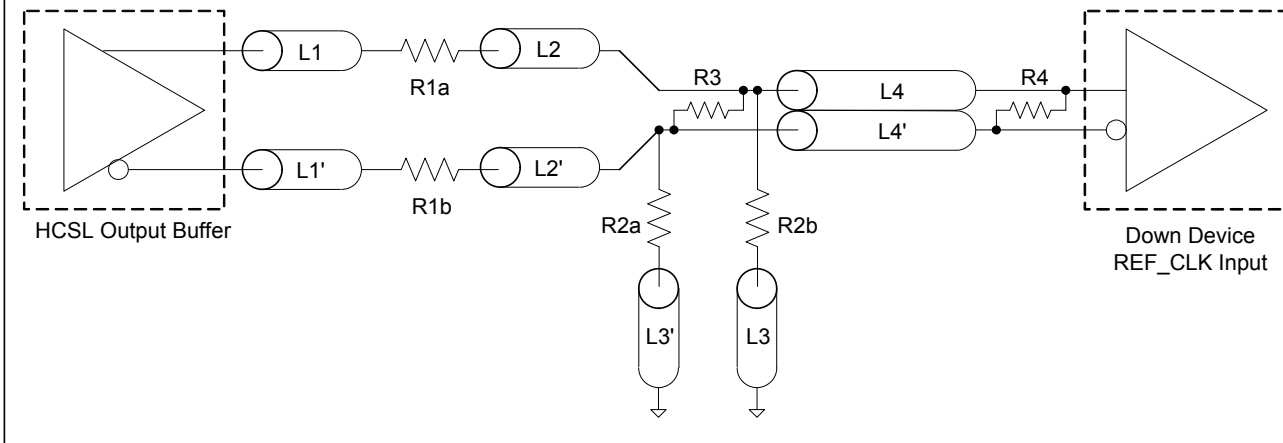 L1
R1a
L2
R3
L4
R4
L4'
L1'
R1b
L2'
HCSL Output Buffer
R2a
R2b
Down Device
REF_CLK Input
L3'
L3